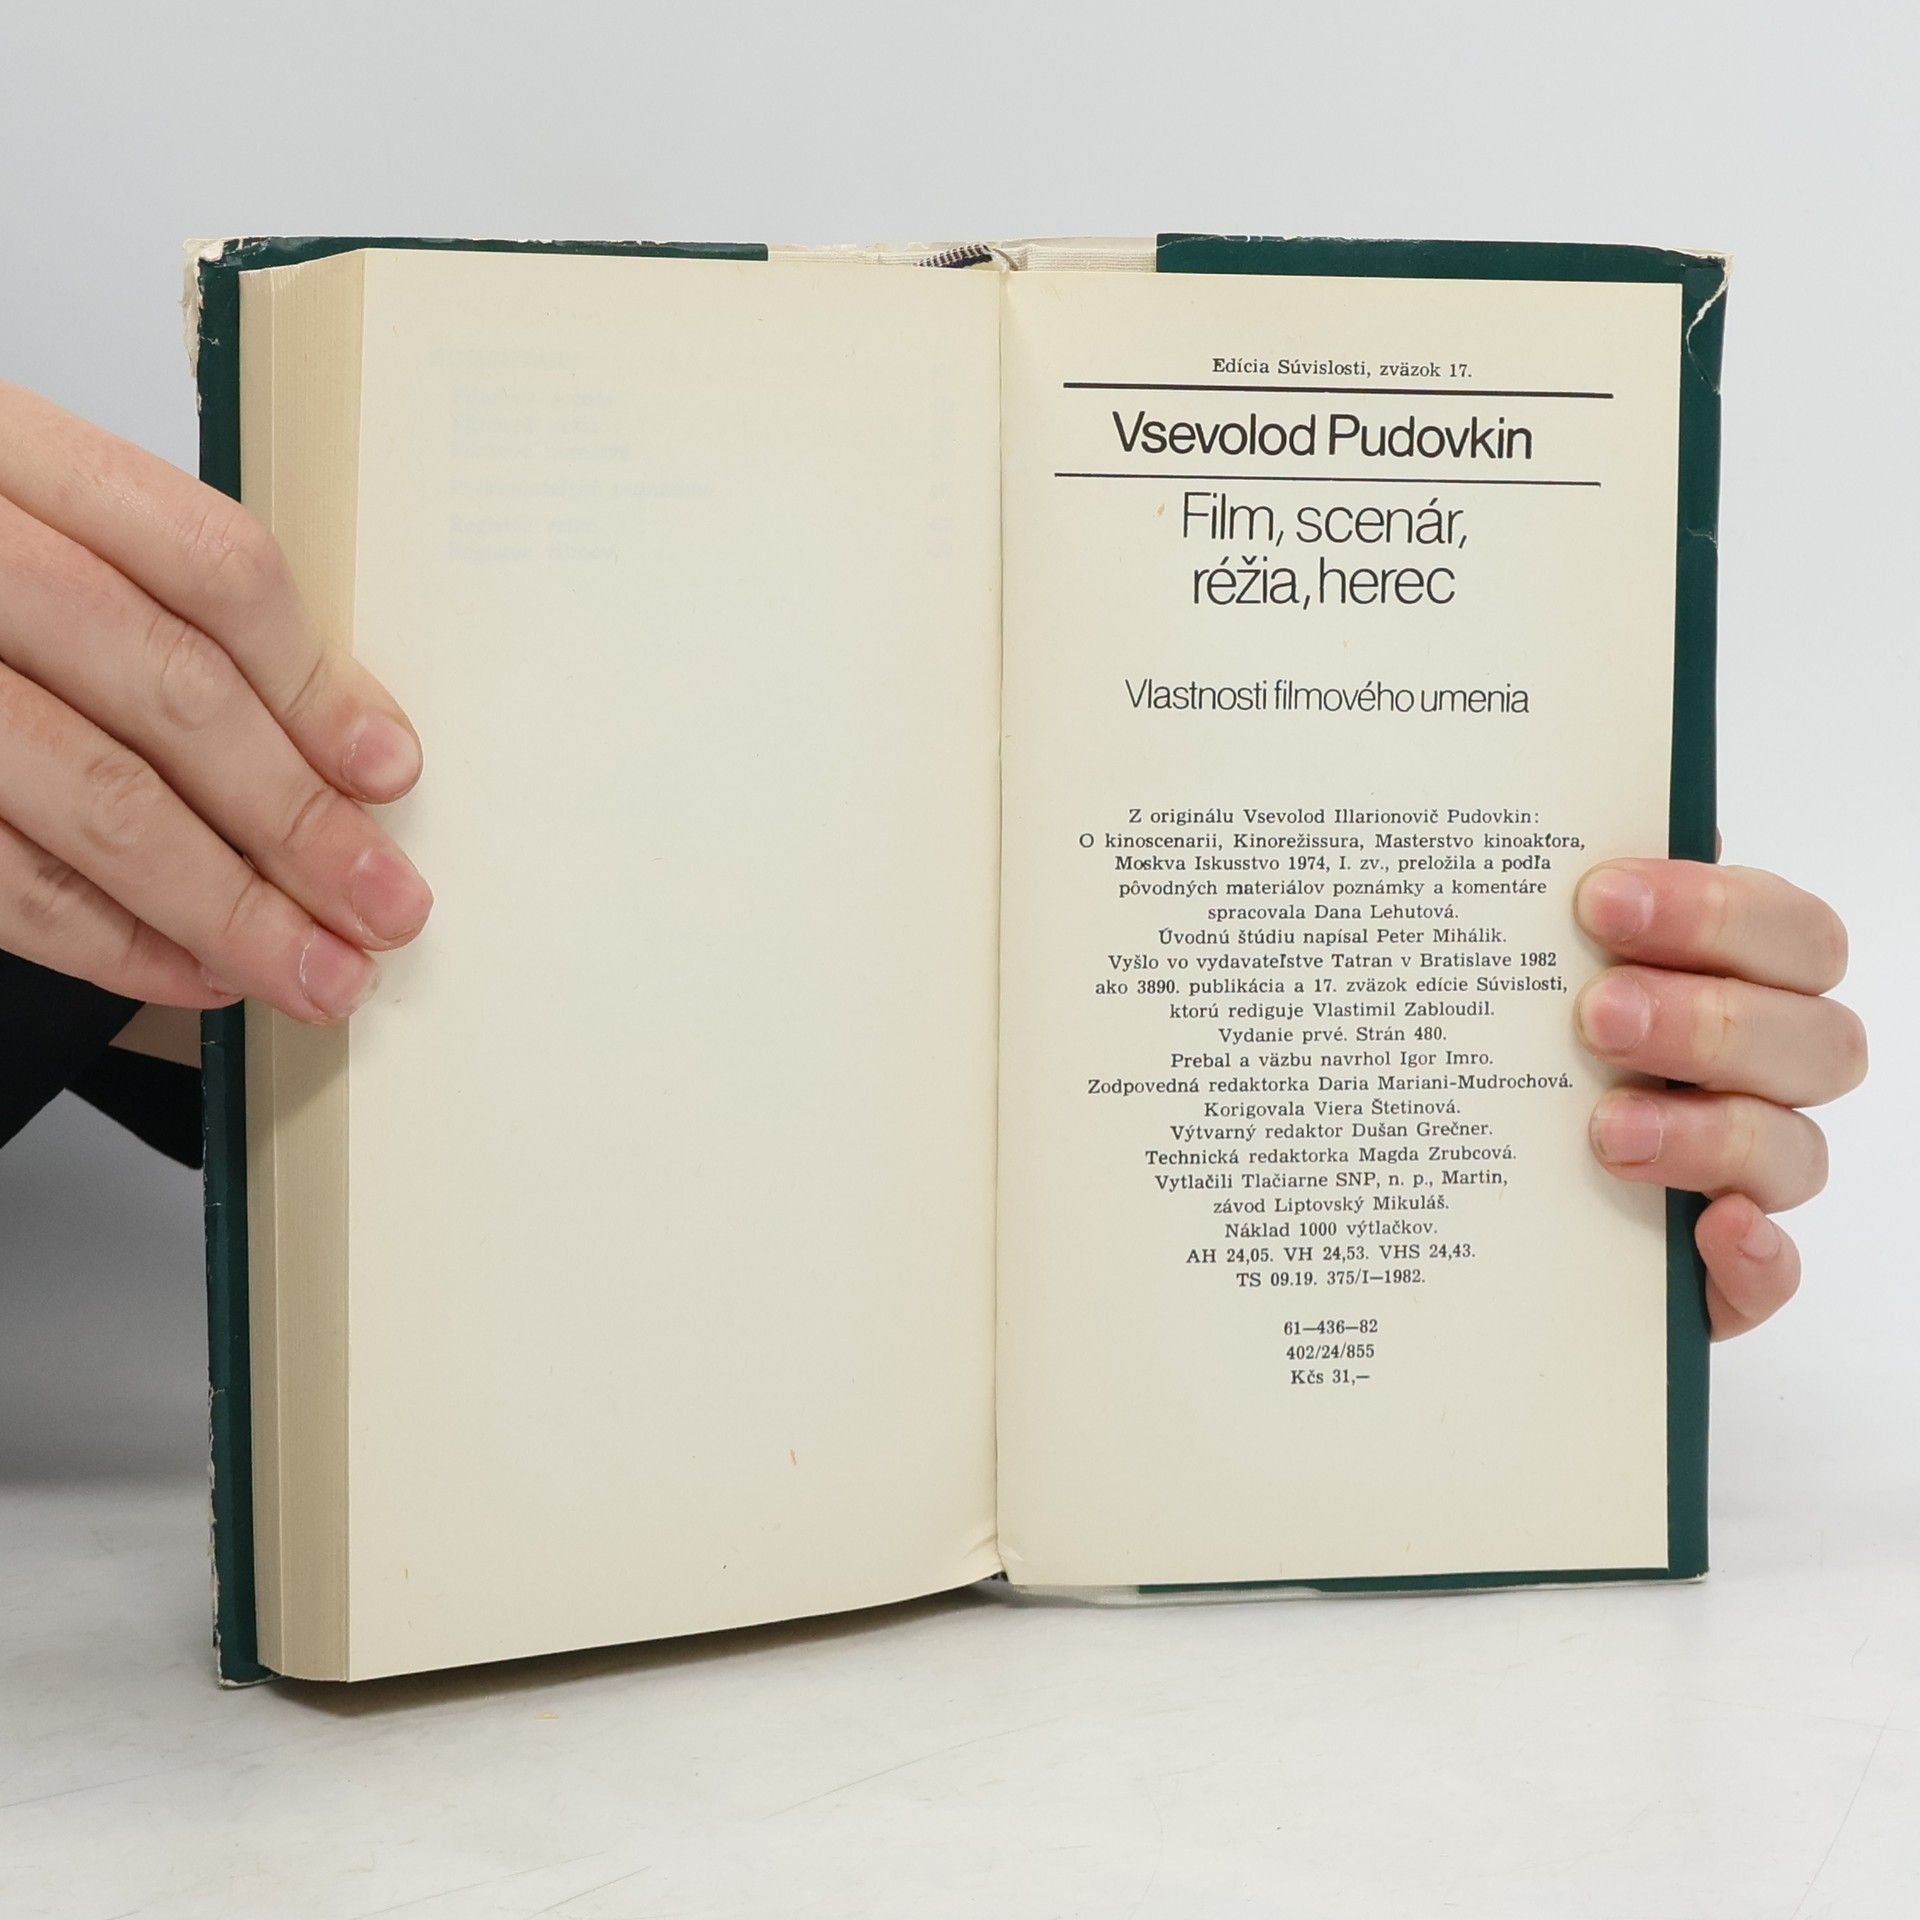 Edícia Súvislosti, zväzok 17.
Vsevolod Pudovkin
Film, scenár,
réžia, herec
Vlastnosti filmového umenia
Z originálu Vsevolod Illarionovič Pudovkin:
O kinoscenarii, Kinorežissura, Masterstvo kinoakťora,
Moskva Iskusstvo 1974, I. zv., preložila a podľa
pôvodných materiálov poznámky a komentáre
spracovala Dana Lehutová.
Úvodnú štúdiu napísal Peter Mihálik.
Vyšlo vo vydavateľstve Tatran v Bratislave 1982
ako 3890. publikácia a 17. zväzok edície Súvislosti,
ktorú rediguje Vlastimil Zabloudil.
Vydanie prvé. Strán 480.
Prebal a väzbu navrhol Igor Imro.
Zodpovedná redaktorka Daria Mariani-Mudrochová.
Korigovala Viera Štetinová.
Výtvarný redaktor Dušan Grečner.
Technická redaktorka Magda Zrubcová.
Vytlačili Tlačiarne SNP, n. p., Martin,
závod Liptovský Mikuláš.
Náklad 1000 výtlačkov.
AH 24,05. VH 24,53. VHS 24,43.
TS 09.19. 375/I—1982.
61—436—82
402/24/855
Kčs 31,—